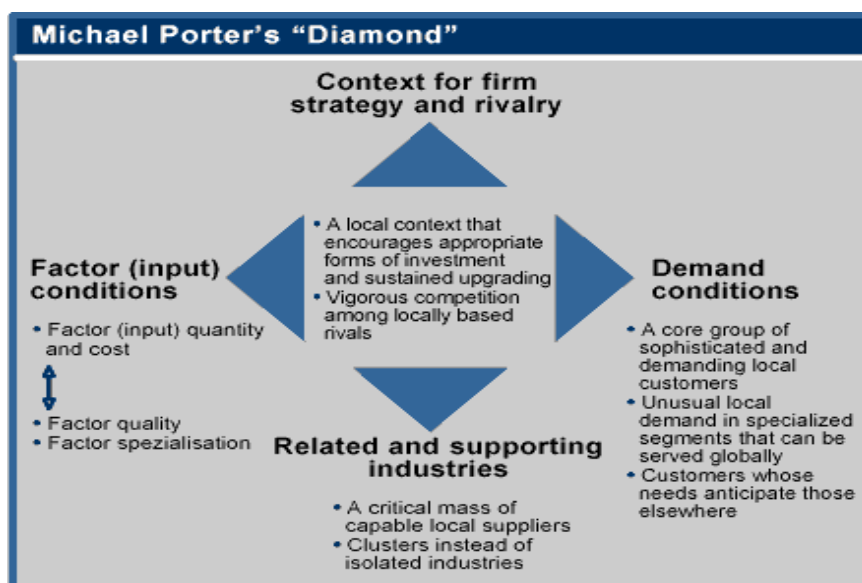 Michael Porter's “Diamond”
Context for firm
strategy and rivalry
• A local context that
encourages appropriate
forms of investment
and sustained upgrading
• Vigorous competition
among locally based
rivals
Factor (input)
conditions
• Factor (input) quantity
and cost
• Factor quality
• Factor spezialisation
Demand
conditions
• A core group of
sophisticated and
demanding local
customers
• Unusual local
demand in specialized
segments that can be
served globally
• Customers whose
needs anticipate those
elsewhere
Related and supporting
industries
• A critical mass of
capable local suppliers
• Clusters instead of
isolated industries